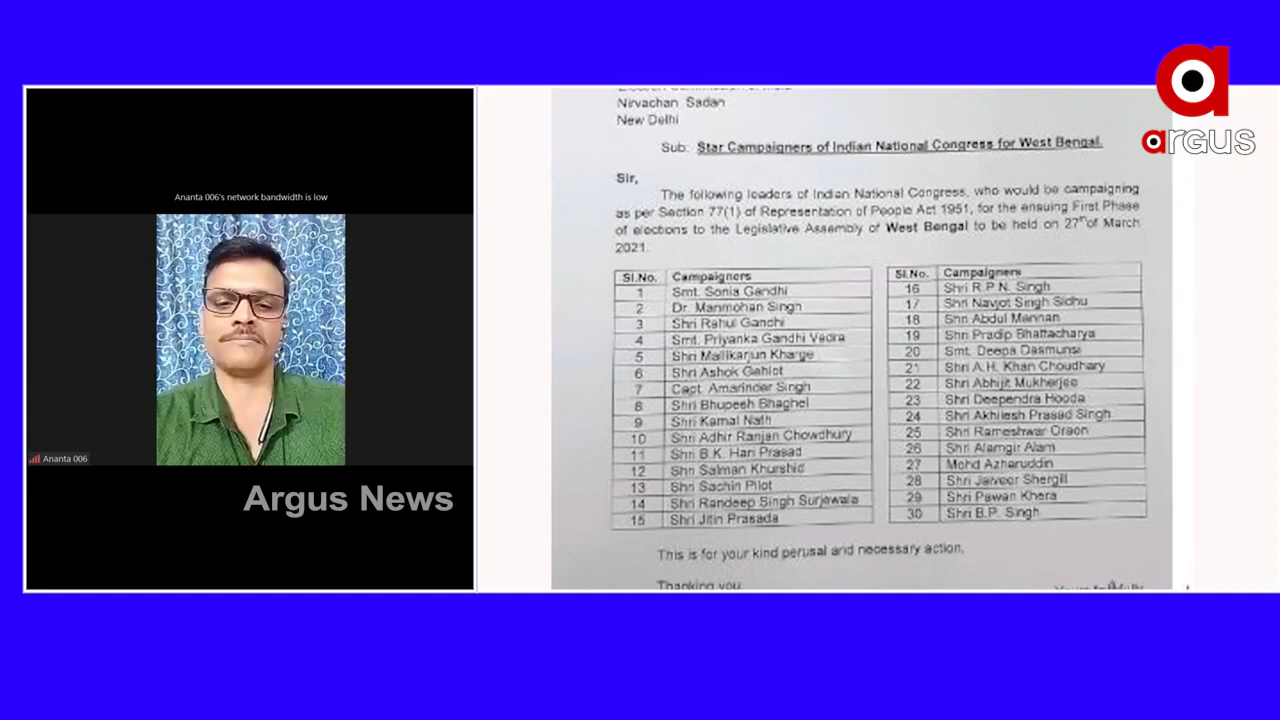 argus
Ananta 006's network bandwidth is low
Ananta 006
Argus News
Nirvachan Sadan
New Delhi
Sub: Star Campaigners of Indian National Congress for West Bengal.
Sir,
The following leaders of Indian National Congress, who would be campaigning
as per Section 77(1) of Representation of People Act 1951, for the ensuing First Phase
of elections to the Legislative Assembly of West Bengal to be held on 27th of March
2021.
Sl.No. Campaigners
1 Smt. Sonia Gandhi
2 Dr. Manmohan Singh
3 Shri Rahul Gandhi
4 Smt. Priyanka Gandhi Vadra
5 Shri Mallikarjun Kharge
6 Shri Ashok Gehlot
7 Capt. Amarinder Singh
8 Shri Bhupesh Baghel
9 Shri Kamal Nath
10 Shri Adhir Ranjan Chowdhury
11 Shri B.K. Hari Prasad
12 Shri Salman Khurshid
13 Shri Sachin Pilot
14 Shri Randeep Singh Surjewala
15 Shri Jitin Prasada
Sl.No. Campaigners
16 Shri R.P.N. Singh
17 Shri Navjot Singh Sidhu
18 Shri Abdul Mannan
19 Shri Pradip Bhattacharya
20 Smt. Deepa Dasmunsi
21 Shri A.H. Khan Choudhary
22 Shri Abhijit Mukherjee
23 Shri Deependra Hooda
24 Shri Akhilesh Prasad Singh
25 Shri Rameshwar Oraon
26 Shri Alamgir Alam
27 Mohd Azharuddin
28 Shri Jaiveer Shergill
29 Shri Pawan Khera
30 Shri B.P. Singh
This is for your kind perusal and necessary action.
Thanking you